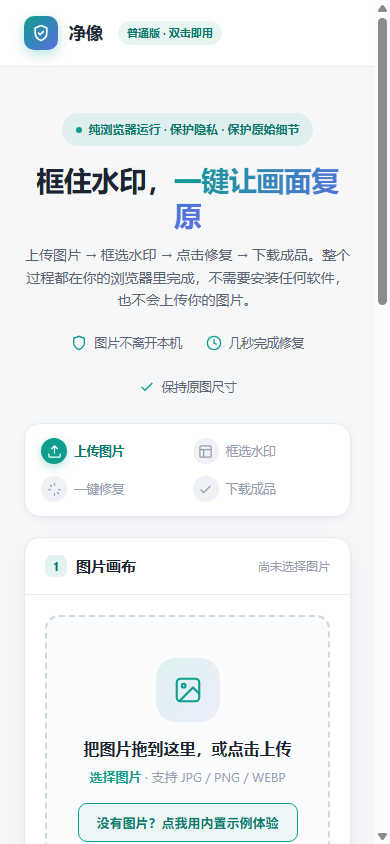 净像
普通版 · 双击即用
纯浏览器运行 · 保护隐私 · 保护原始细节
框住水印，一键让画面复
原
上传图片 → 框选水印 → 点击修复 → 下载成品。整个
过程都在你的浏览器里完成，不需要安装任何软件，
也不会上传你的图片。
图片不离开本机
几秒完成修复
保持原图尺寸
上传图片
框选水印
一键修复
下载成品
1
图片画布
尚未选择图片
把图片拖到这里，或点击上传
选择图片 · 支持 JPG / PNG / WEBP
没有图片？点我用内置示例体验